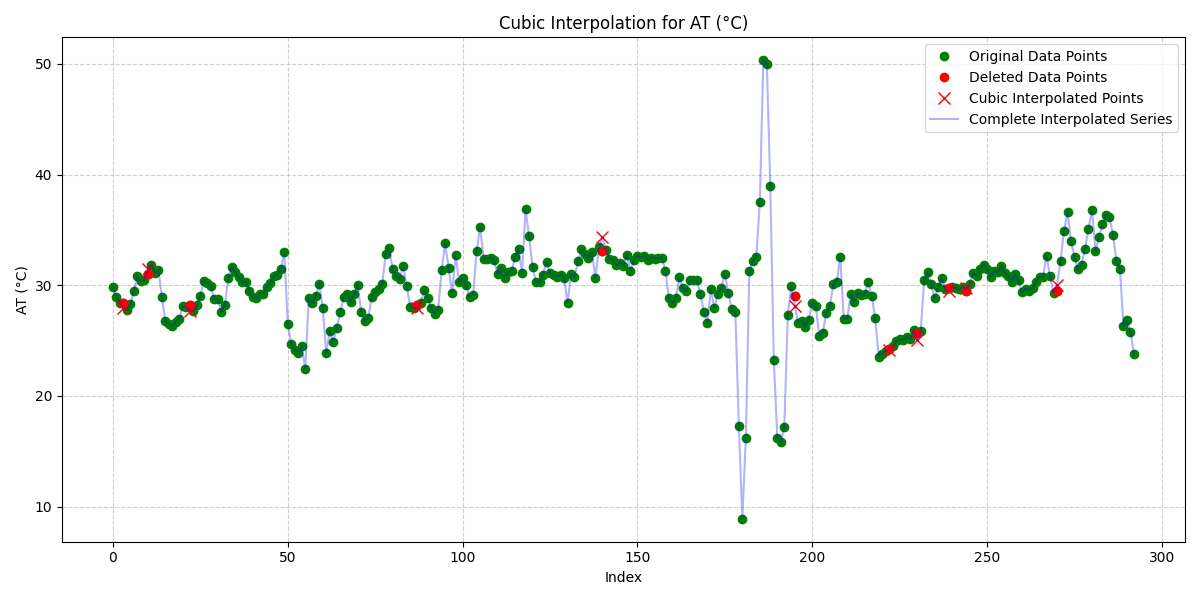 Cubic Interpolation for AT (°C)
Original Data Points
Deleted Data Points
Cubic Interpolated Points
Complete Interpolated Series
50
40
30
20
10
AT (°C)
0
50
100
150
200
250
300
Index